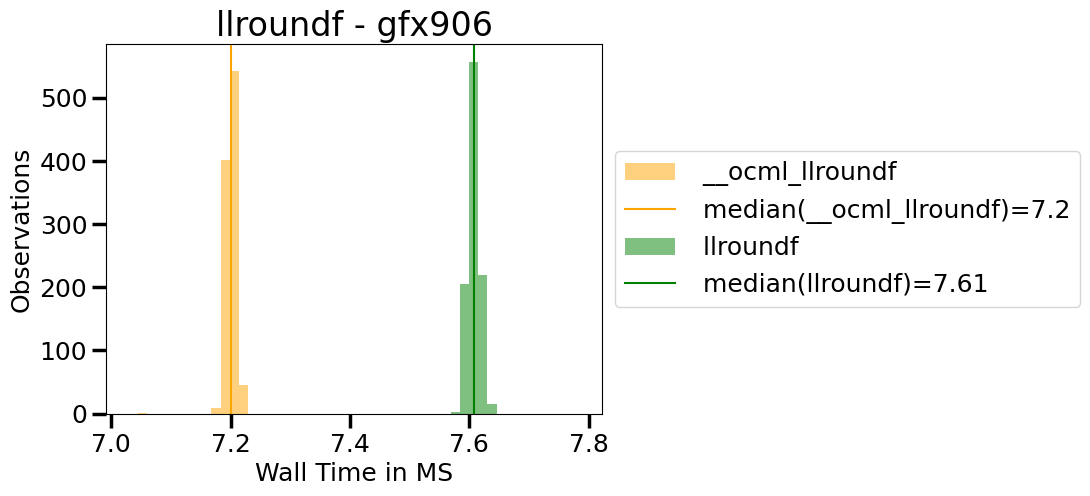 llroundf - gfx906
Observations
500
400
300
200
100
0
7.0 7.2 7.4 7.6 7.8
Wall Time in MS
__ocml_llroundf
median(__ocml_llroundf)=7.2
llroundf
median(llroundf)=7.61